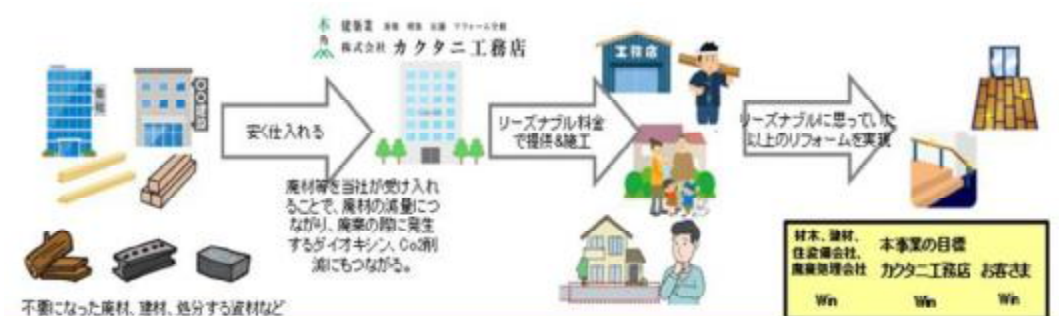 建築業
株式会社 カクタニ工務店
工務店
安く仕入れる
リーズナブル料金
で提供&施工
リーズナブルに思っていた
以上のリフォームを実現
廃材等を当社が受け入れ
ることで、廃材の減量につ
ながり、廃棄の際に発生
するダイオキシン、Co2削
減にもつながる。
不要になった廃材、建材、処分する資材など
材木、建材、
住設備会社、
廃棄処理会社
本事業の目標
カクタニ工務店 お客さま
Win Win Win